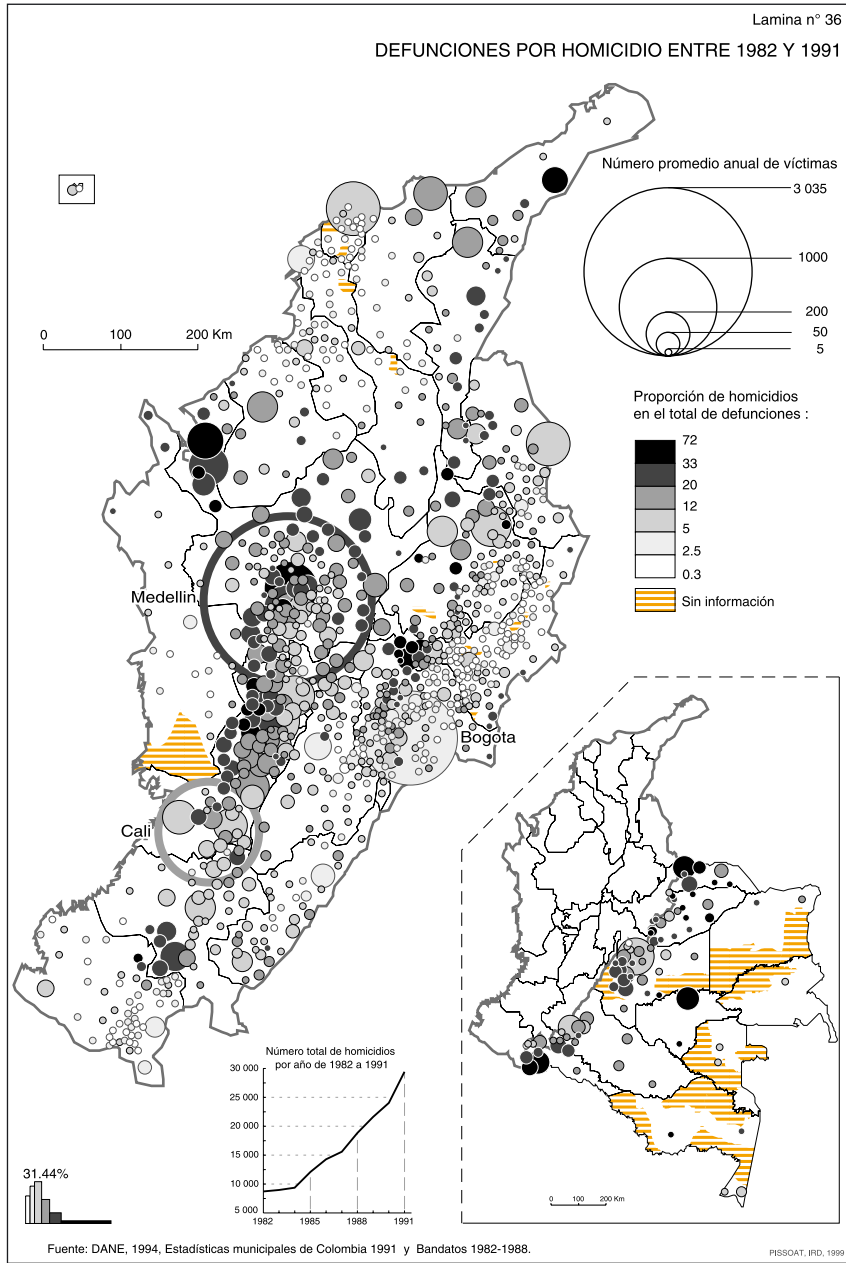 Lamina n° 36
DEFUNCIONES POR HOMICIDIO ENTRE 1982 Y 1991
Número promedio anual de víctimas
3 035
1000
200
50
5
0 100 200 Km
Proporción de homicidios
en el total de defunciones :
72
33
20
12
5
2.5
0.3
Sin información
Medellin
Bogota
Cali
Número total de homicidios
por año de 1982 a 1991
30 000
25 000
20 000
15 000
10 000
5 000
1982 1985 1988 1991
31.44%
0 100 200 Km
Fuente: DANE, 1994, Estadísticas municipales de Colombia 1991 y Bandatos 1982-1988.
PISSOAT, IRD, 1999